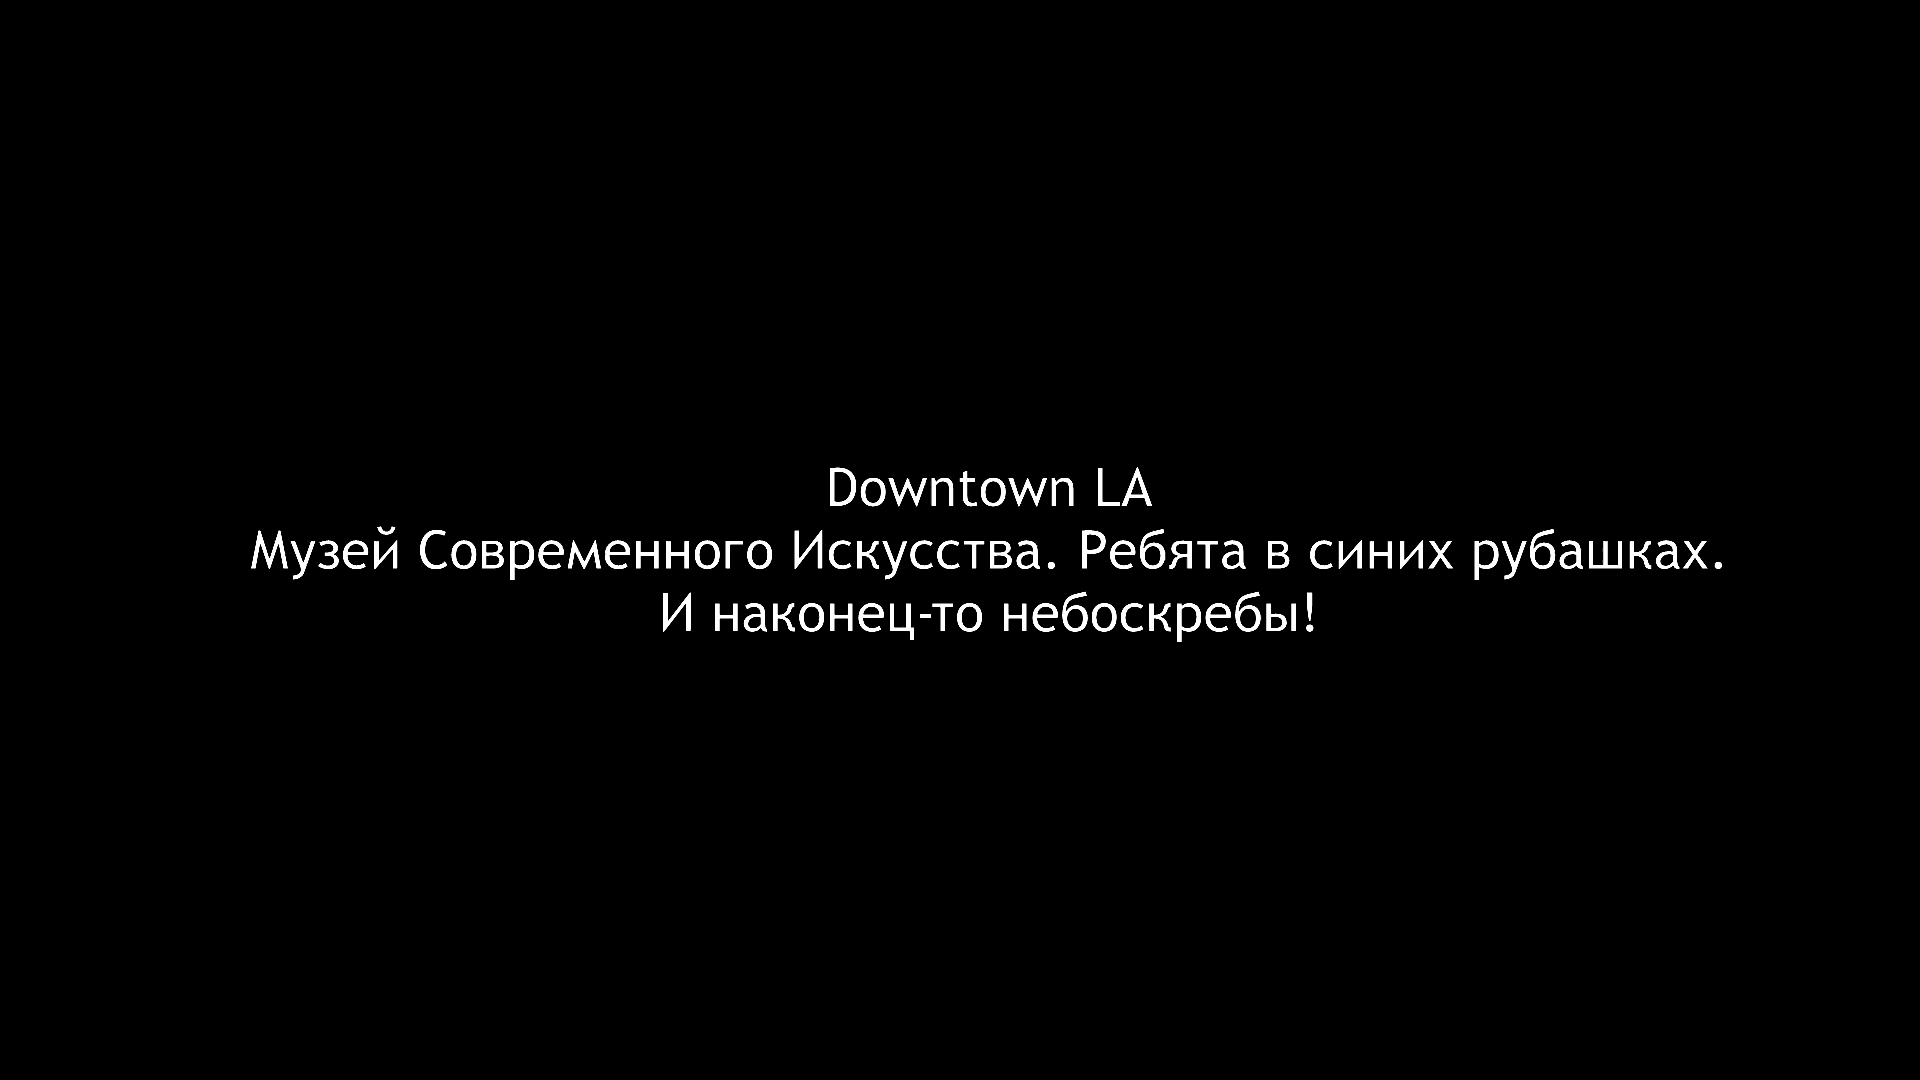 Downtown LA
Музей Современного Искусства. Ребята в синих рубашках.
И наконец-то небоскребы!